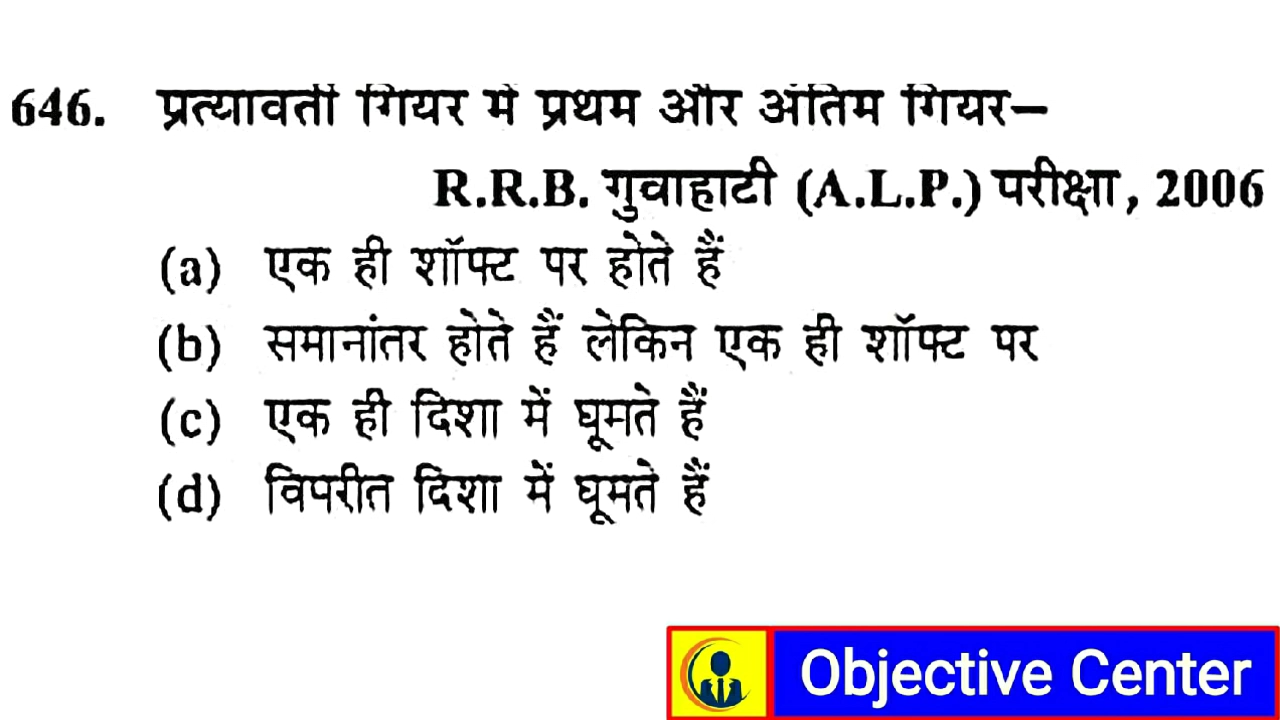 646. प्रत्यावर्ती गियर में प्रथम और अंतिम गियर–
R.R.B. गुवाहाटी (A.L.P.) परीक्षा, 2006
(a) एक ही शॉफ्ट पर होते हैं
(b) समानांतर होते हैं लेकिन एक ही शॉफ्ट पर
(c) एक ही दिशा में घूमते हैं
(d) विपरीत दिशा में घूमते हैं
Objective Center